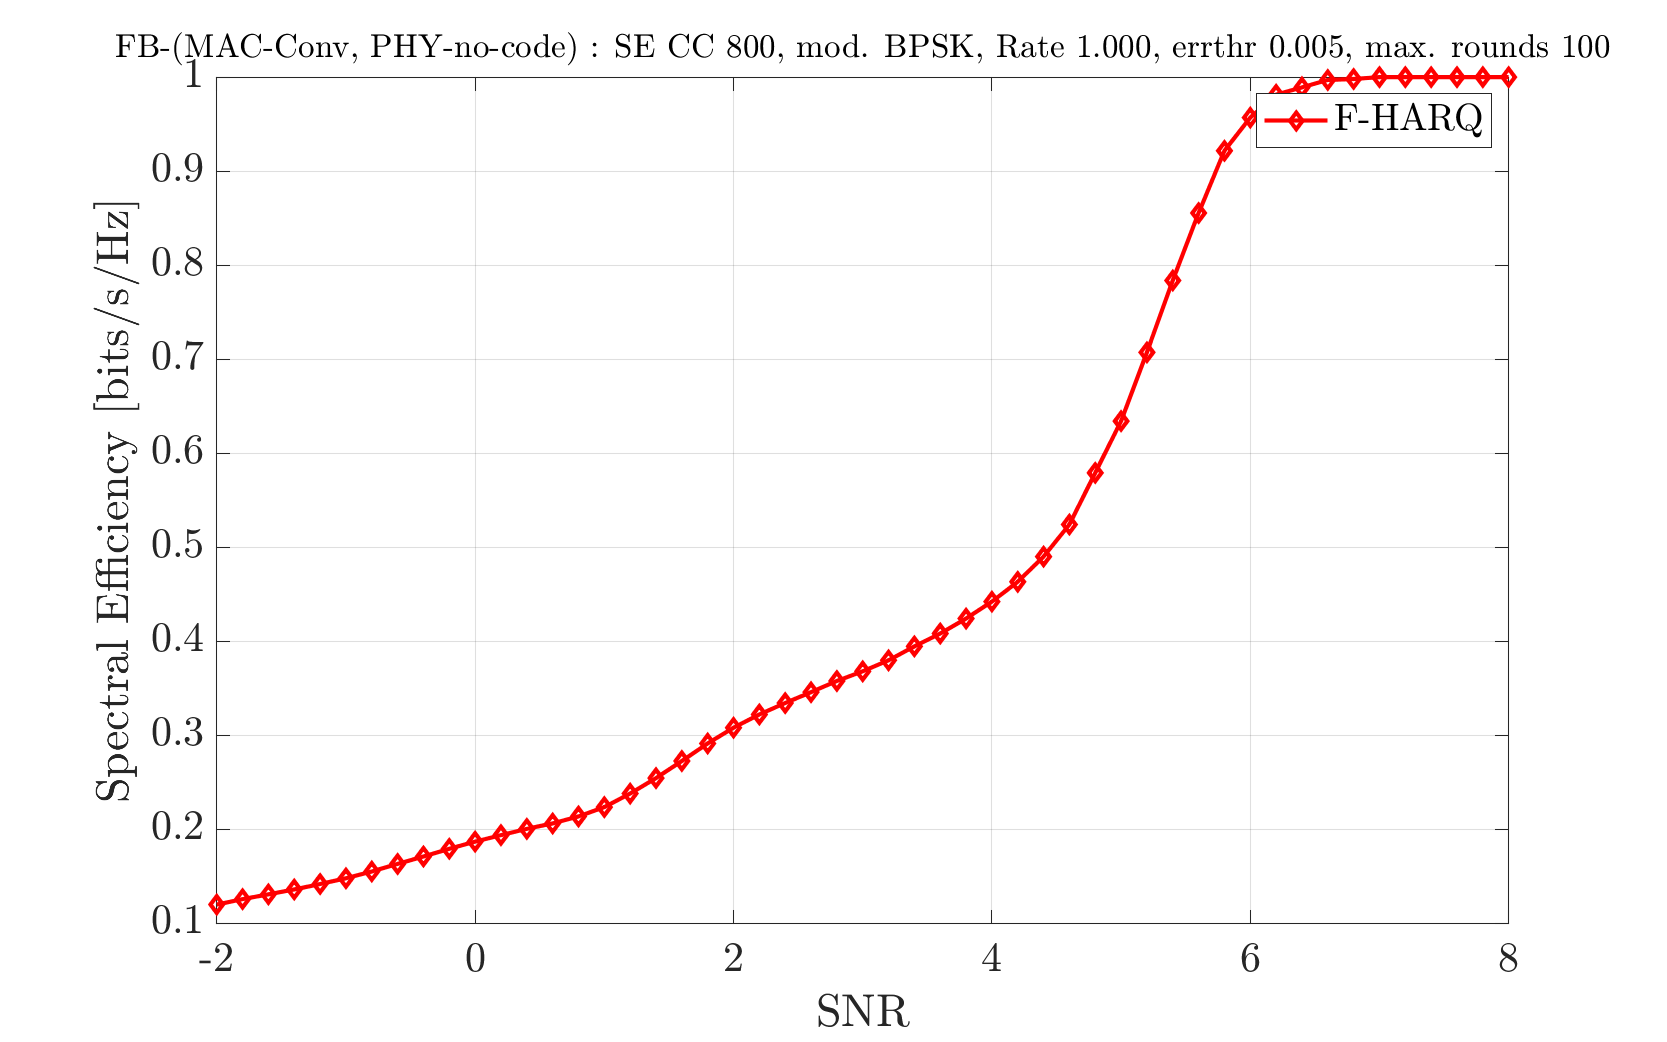 FB-(MAC-Conv, PHY-no-code) : SE CC 800, mod. BPSK, Rate 1.000, errthr 0.005, max. rounds 100
F-HARQ
Spectral Efficiency [bits/s/Hz]
1
0.9
0.8
0.7
0.6
0.5
0.4
0.3
0.2
0.1
-2 0 2 4 6 8
SNR